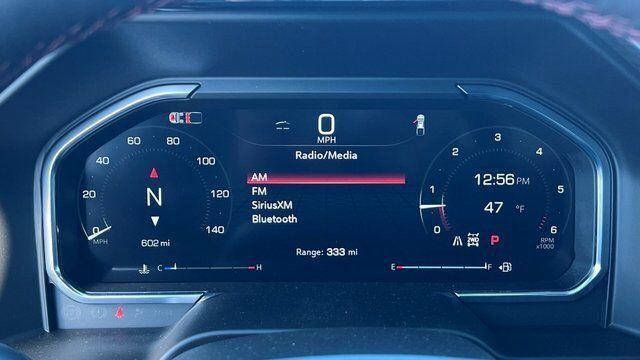 0
MPH
Radio/Media
AM
FM
SiriusXM
Bluetooth
Range: 333 mi
0 20 40 60 80 100 120 140
MPH
N
602 mi
C H
0 1 2 3 4 5 6
12:56 PM
47 °F
2WD P
RPM
x1000
E F